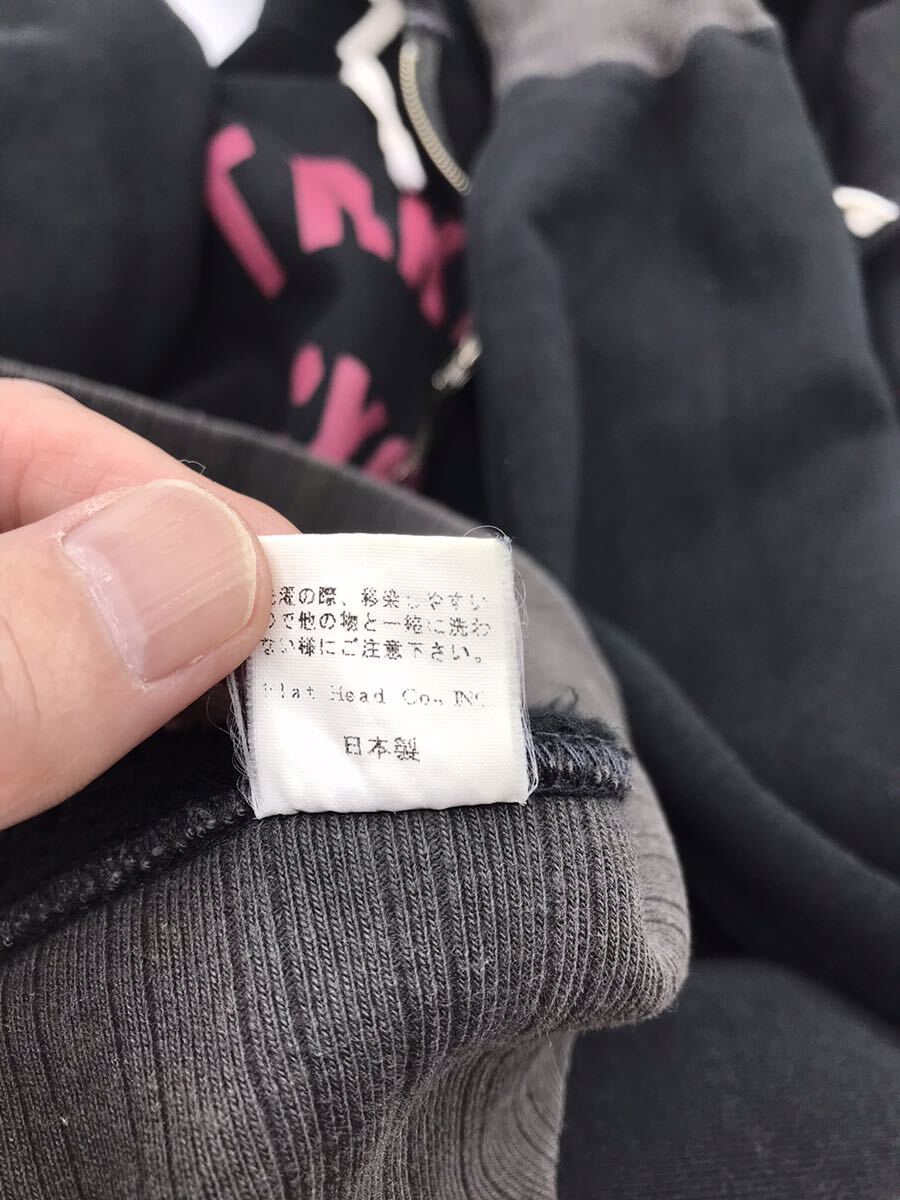 洗濯の際、移染しやすい
ので他の物と一緒に洗わ
ない様にご注意下さい。
Flat Head Co., INC
日本製